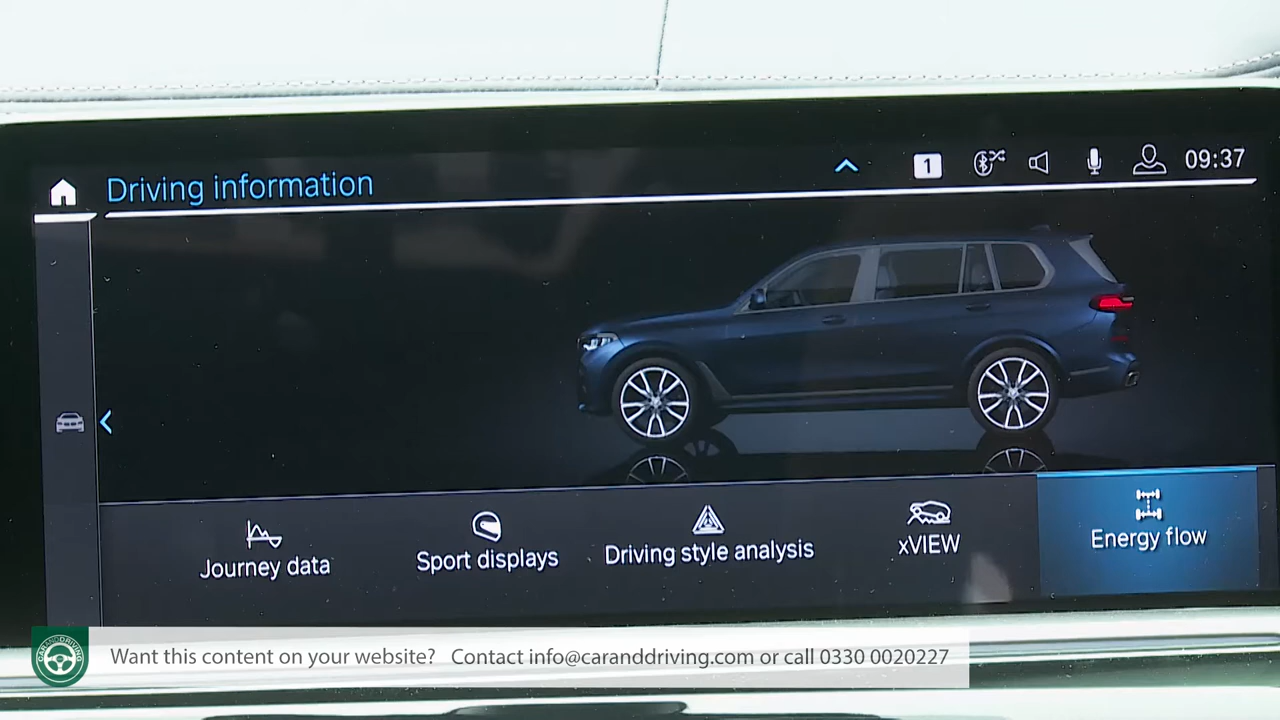 Driving information
1
09:37
Journey data
Sport displays
Driving style analysis
xVIEW
Energy flow
CARANDDRIVING
Want this content on your website? Contact info@caranddriving.com or call 0330 0020227